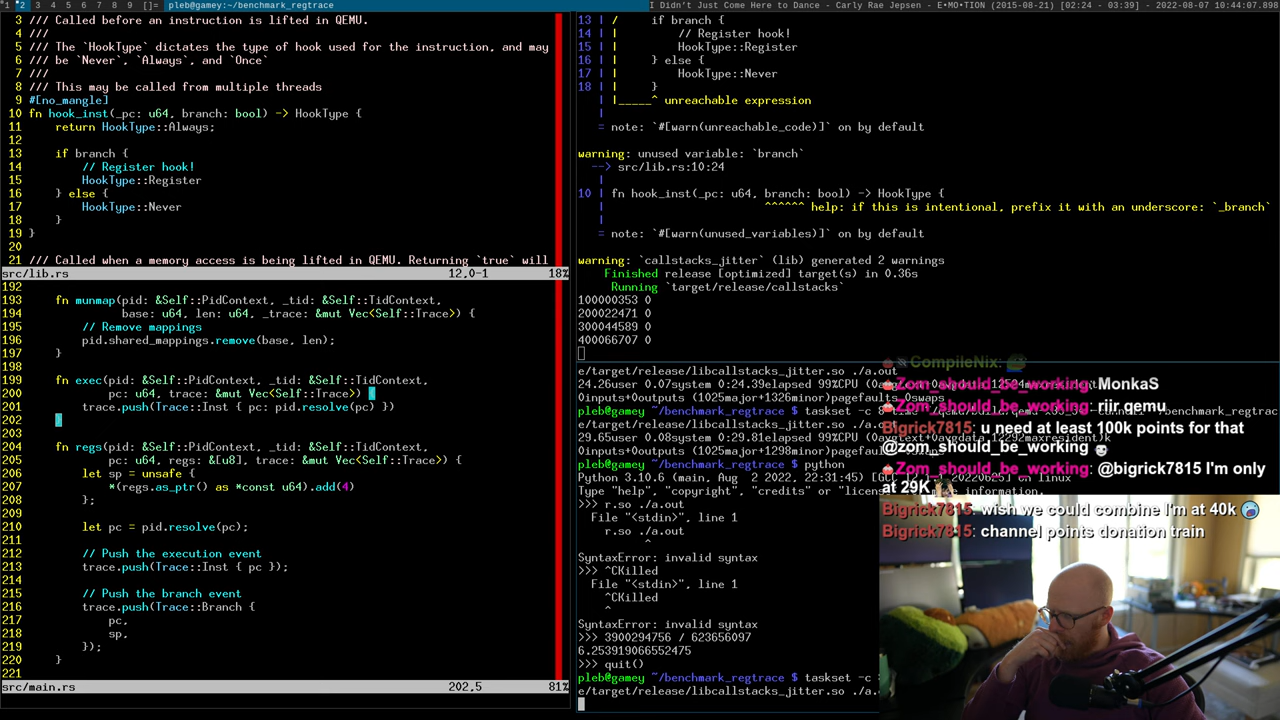 1 2 3 4 5 6 7 8 9 []= pleb@gamey:~/benchmark_regtrace
I Didn't Just Come Here to Dance - Carly Rae Jepsen - E•MO•TION (2015-08-21) [02:24 - 03:39] - 2022-08-07 10:44:07.898
3 /// Called before an instruction is lifted in QEMU.
4 ///
5 /// The `HookType` dictates the type of hook used for the instruction, and may
6 /// be `Never`, `Always`, and `Once`
7 ///
8 /// This may be called from multiple threads
9 #[no_mangle]
10 fn hook_inst(_pc: u64, branch: bool) -> HookType {
11     return HookType::Always;
12
13     if branch {
14         // Register hook!
15         HookType::Register
16     } else {
17         HookType::Never
18     }
19 }
20
21 /// Called when a memory access is being lifted in QEMU. Returning `true` will
src/lib.rs 12,0-1 18%
192
193     fn munmap(pid: &Self::PidContext, _tid: &Self::TidContext,
194               base: u64, len: u64, _trace: &mut Vec<Self::Trace>) {
195         // Remove mappings
196         pid.shared_mappings.remove(base, len);
197     }
198
199     fn exec(pid: &Self::PidContext, _tid: &Self::TidContext,
200             pc: u64, trace: &mut Vec<Self::Trace>) {
201         trace.push(Trace::Inst { pc: pid.resolve(pc) })
202     }
203
204     fn regs(pid: &Self::PidContext, _tid: &Self::TidContext,
205             pc: u64, regs: &[u8], trace: &mut Vec<Self::Trace>) {
206         let sp = unsafe {
207             *(regs.as_ptr() as *const u64).add(4)
208         };
209
210         let pc = pid.resolve(pc);
211
212         // Push the execution event
213         trace.push(Trace::Inst { pc });
214
215         // Push the branch event
216         trace.push(Trace::Branch {
217             pc,
218             sp,
219         });
220     }
221
src/main.rs 202,5 81%
13 | /     if branch {
14 | |         // Register hook!
15 | |         HookType::Register
16 | |     } else {
17 | |         HookType::Never
18 | |     }
   | |_____^ unreachable expression
   |
   = note: `#[warn(unreachable_code)]` on by default
warning: unused variable: `branch`
  --> src/lib.rs:10:24
   |
10 | fn hook_inst(_pc: u64, branch: bool) -> HookType {
   |                        ^^^^^^ help: if this is intentional, prefix it with an underscore: `_branch`
   |
   = note: `#[warn(unused_variables)]` on by default
warning: `callstacks_jitter` (lib) generated 2 warnings
    Finished release [optimized] target(s) in 0.36s
     Running `target/release/callstacks`
100000353 0
200022471 0
300044589 0
400066707 0
e/target/release/libcallstacks_jitter.so ./a.out
24.26user 0.07system 0:24.39elapsed 99%CPU
0inputs+0outputs (1025major+1326minor)pagefaults 0swaps
pleb@gamey ~/benchmark_regtrace $ taskset -c 8
e/target/release/libcallstacks_jitter.so ./a.
29.65user 0.08system 0:29.81elapsed 99%CPU
0inputs+0outputs (1025major+1298minor)pagefaul
pleb@gamey ~/benchmark_regtrace $ python
Python 3.10.6 (main, Aug  2 2022, 22:31:45) [GCC
Type "help", "copyright", "credits" or "license"
>>> r.so ./a.out
  File "<stdin>", line 1
    r.so ./a.out
         ^
SyntaxError: invalid syntax
>>> ^CKilled
  File "<stdin>", line 1
    ^CKilled
    ^
SyntaxError: invalid syntax
>>> 3900294756 / 623656097
6.253919066552475
>>> quit()
pleb@gamey ~/benchmark_regtrace $ taskset -c 8
e/target/release/libcallstacks_jitter.so ./a.
CompileNix:
Zom_should_be_working: MonkaS
Zom_should_be_working: riir qemu
Bigrick7815: u need at least 100k points for that
@zom_should_be_working
Zom_should_be_working: @bigrick7815 I'm only
at 29K
Bigrick7815: wish we could combine I'm at 40k
Bigrick7815: channel points donation train